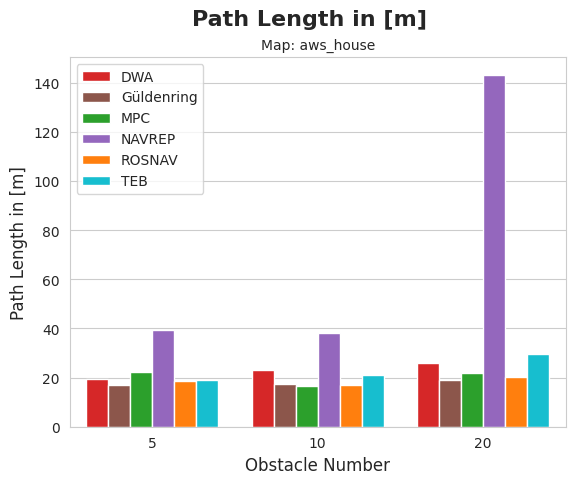 Path Length in [m]
Map: aws_house
DWA
Güldenring
MPC
NAVREP
ROSNAV
TEB
Path Length in [m]
140
120
100
80
60
40
20
0
5 10 20
Obstacle Number